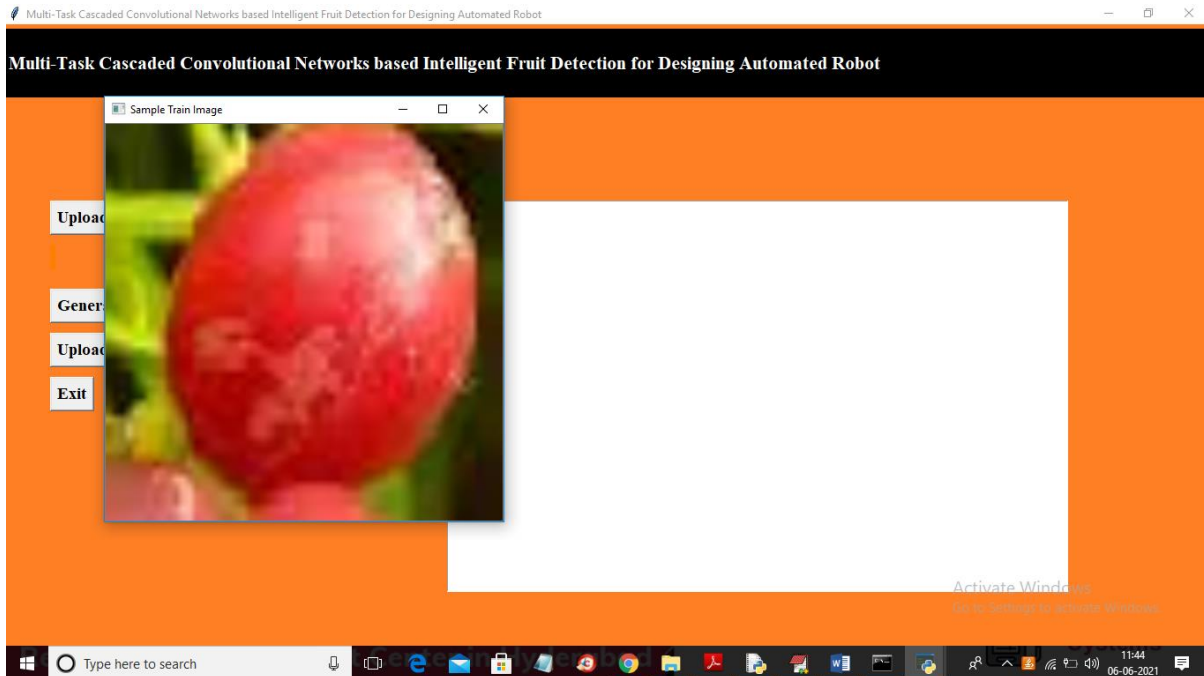 Multi-Task Cascaded Convolutional Networks based Intelligent Fruit Detection for Designing Automated Robot
Multi-Task Cascaded Convolutional Networks based Intelligent Fruit Detection for Designing Automated Robot
Sample Train Image
Upload
Gener
Upload
Exit
Activate Windows
Go to Settings to activate Windows.
Type here to search
11:44
06-06-2021